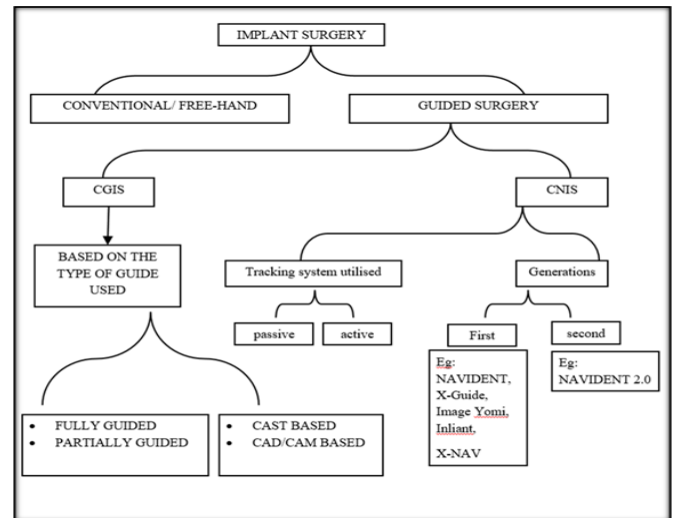 IMPLANT SURGERY
CONVENTIONAL/ FREE-HAND
GUIDED SURGERY
CGIS
CNIS
BASED ON THE
TYPE OF GUIDE
USED
Tracking system utilised
Generations
passive
active
First
second
• FULLY GUIDED
• PARTIALLY GUIDED
• CAST BASED
• CAD/CAM BASED
Eg:
NAVIDENT,
X-Guide,
Image Yomi,
Inliant,
X-NAV
Eg:
NAVIDENT 2.0